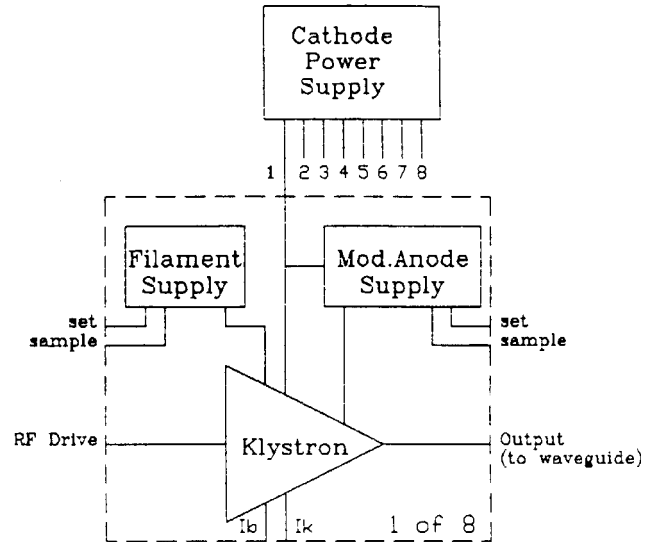 Cathode
Power
Supply
1 2 3 4 5 6 7 8
Filament
Supply
Mod.Anode
Supply
set
sample
set
sample
RF Drive
Klystron
Output
(to waveguide)
Ib
Ik
1 of 8